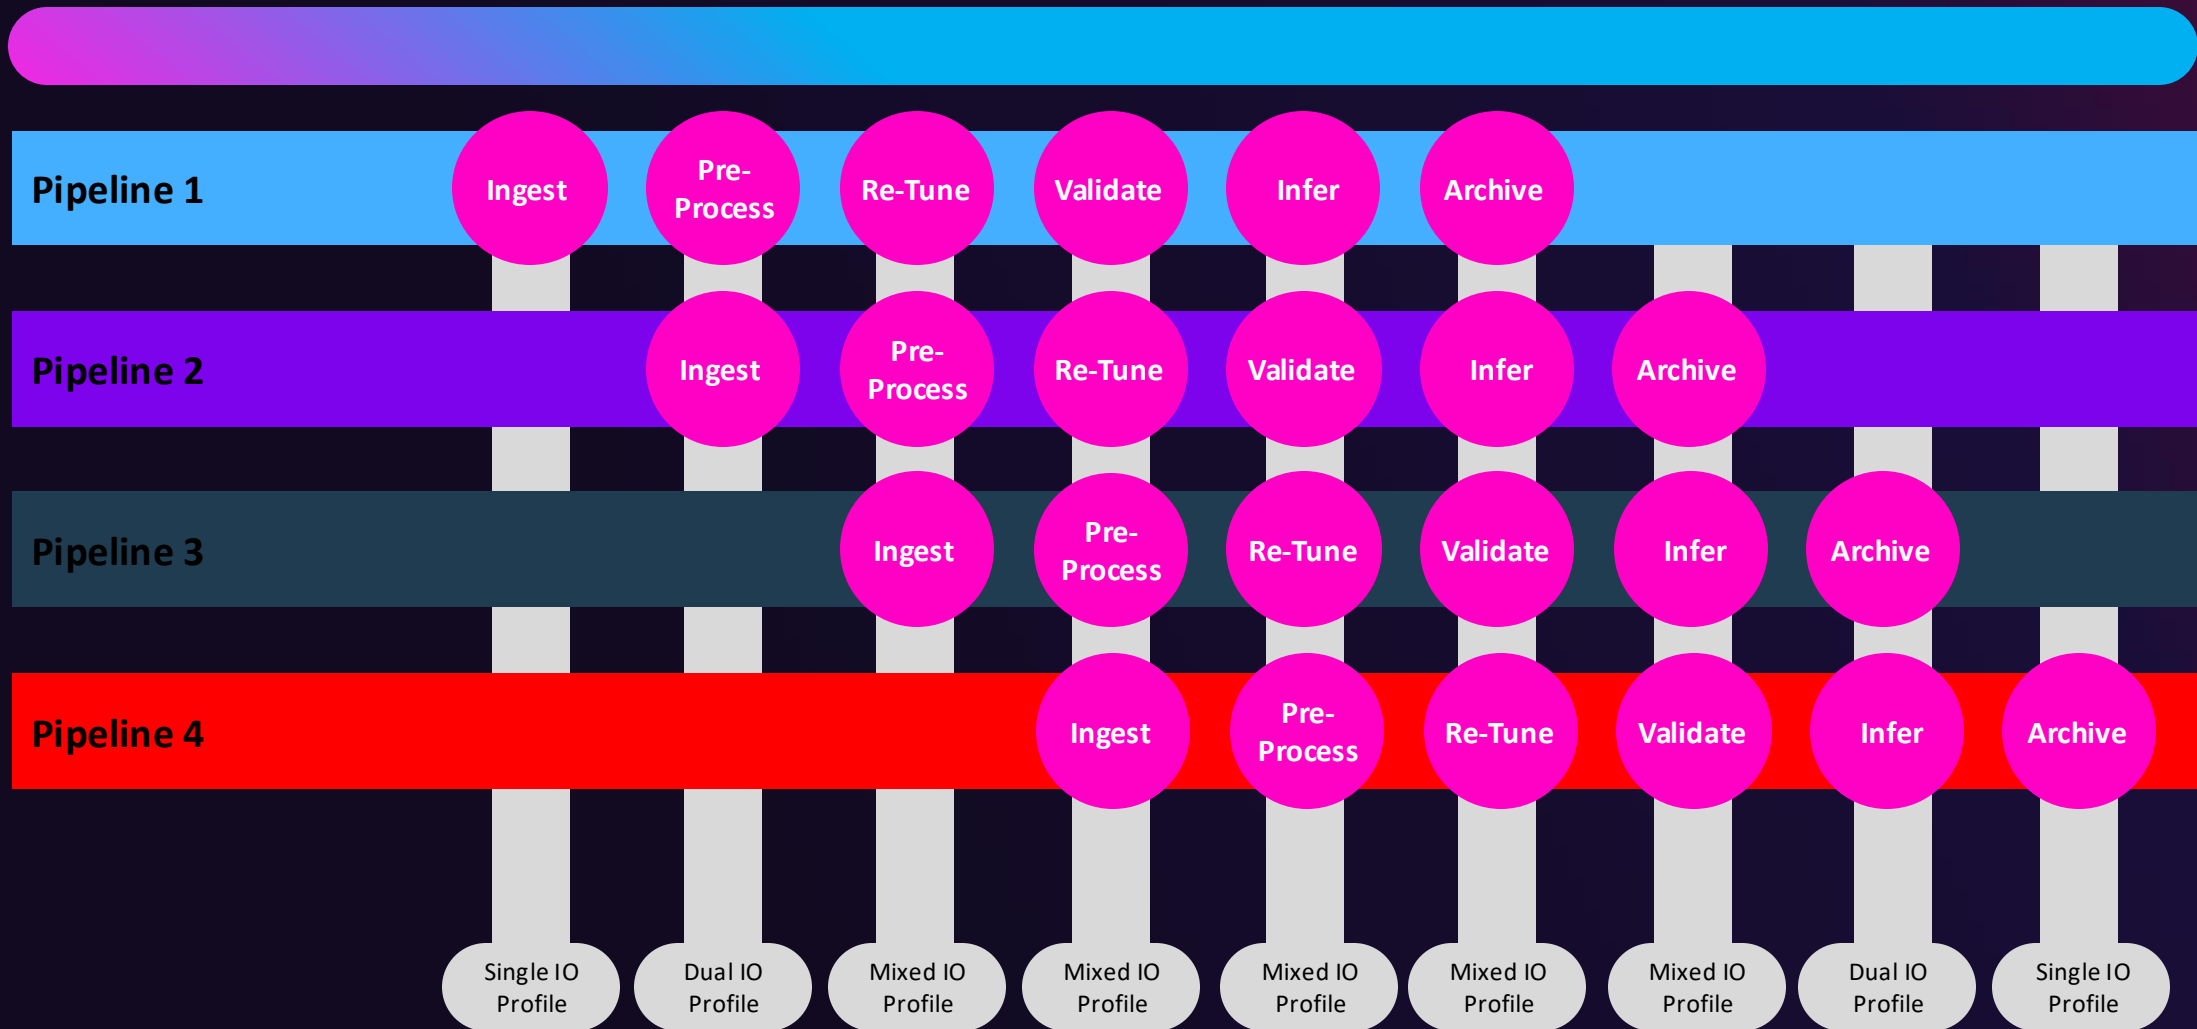 Pipeline 1
Ingest
Pre-
Process
Re-Tune
Validate
Infer
Archive
Pipeline 2
Ingest
Pre-
Process
Re-Tune
Validate
Infer
Archive
Pipeline 3
Ingest
Pre-
Process
Re-Tune
Validate
Infer
Archive
Pipeline 4
Ingest
Pre-
Process
Re-Tune
Validate
Infer
Archive
Single IO
Profile
Dual IO
Profile
Mixed IO
Profile
Mixed IO
Profile
Mixed IO
Profile
Mixed IO
Profile
Mixed IO
Profile
Dual IO
Profile
Single IO
Profile